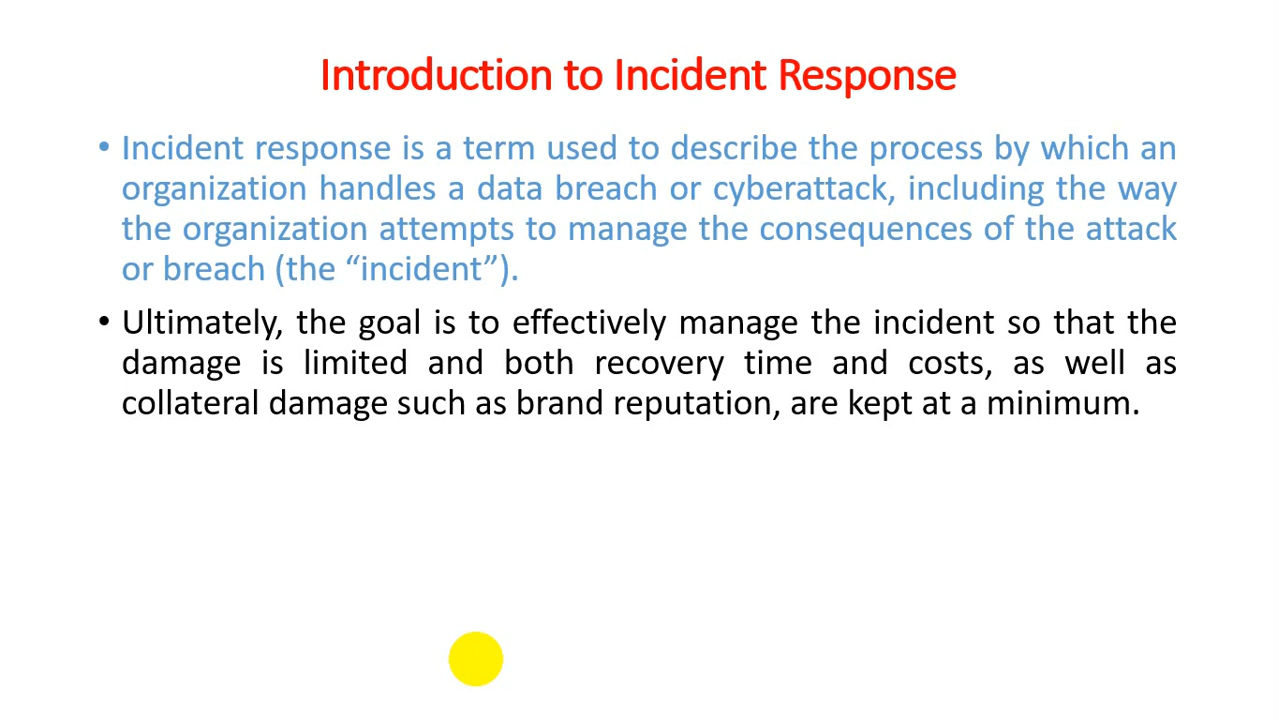 Introduction to Incident Response
• Incident response is a term used to describe the process by which an
organization handles a data breach or cyberattack, including the way
the organization attempts to manage the consequences of the attack
or breach (the “incident”).
• Ultimately, the goal is to effectively manage the incident so that the
damage is limited and both recovery time and costs, as well as
collateral damage such as brand reputation, are kept at a minimum.